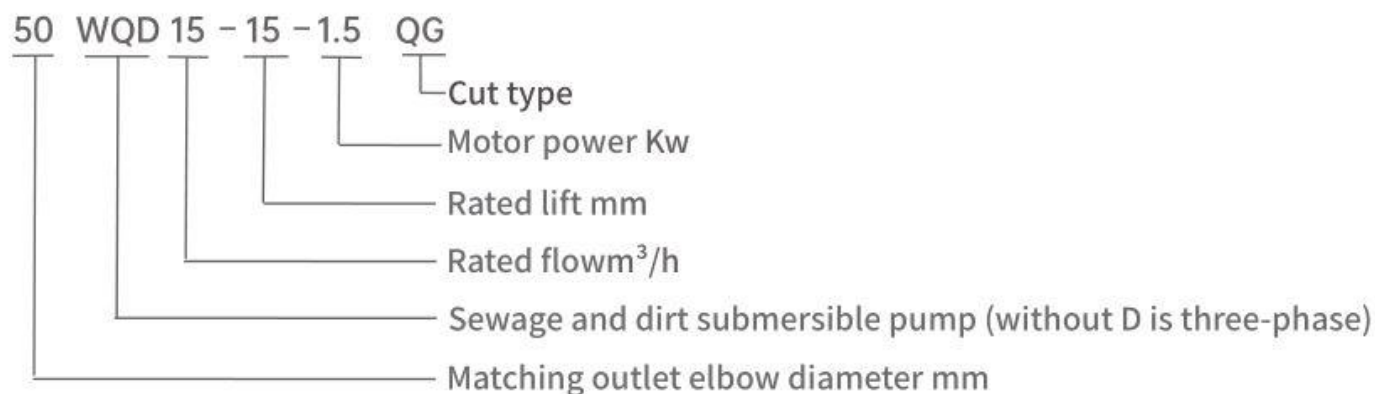 50 WQD 15 - 15 - 1.5 QG
Cut type
Motor power Kw
Rated lift mm
Rated flowm³/h
Sewage and dirt submersible pump (without D is three-phase)
Matching outlet elbow diameter mm